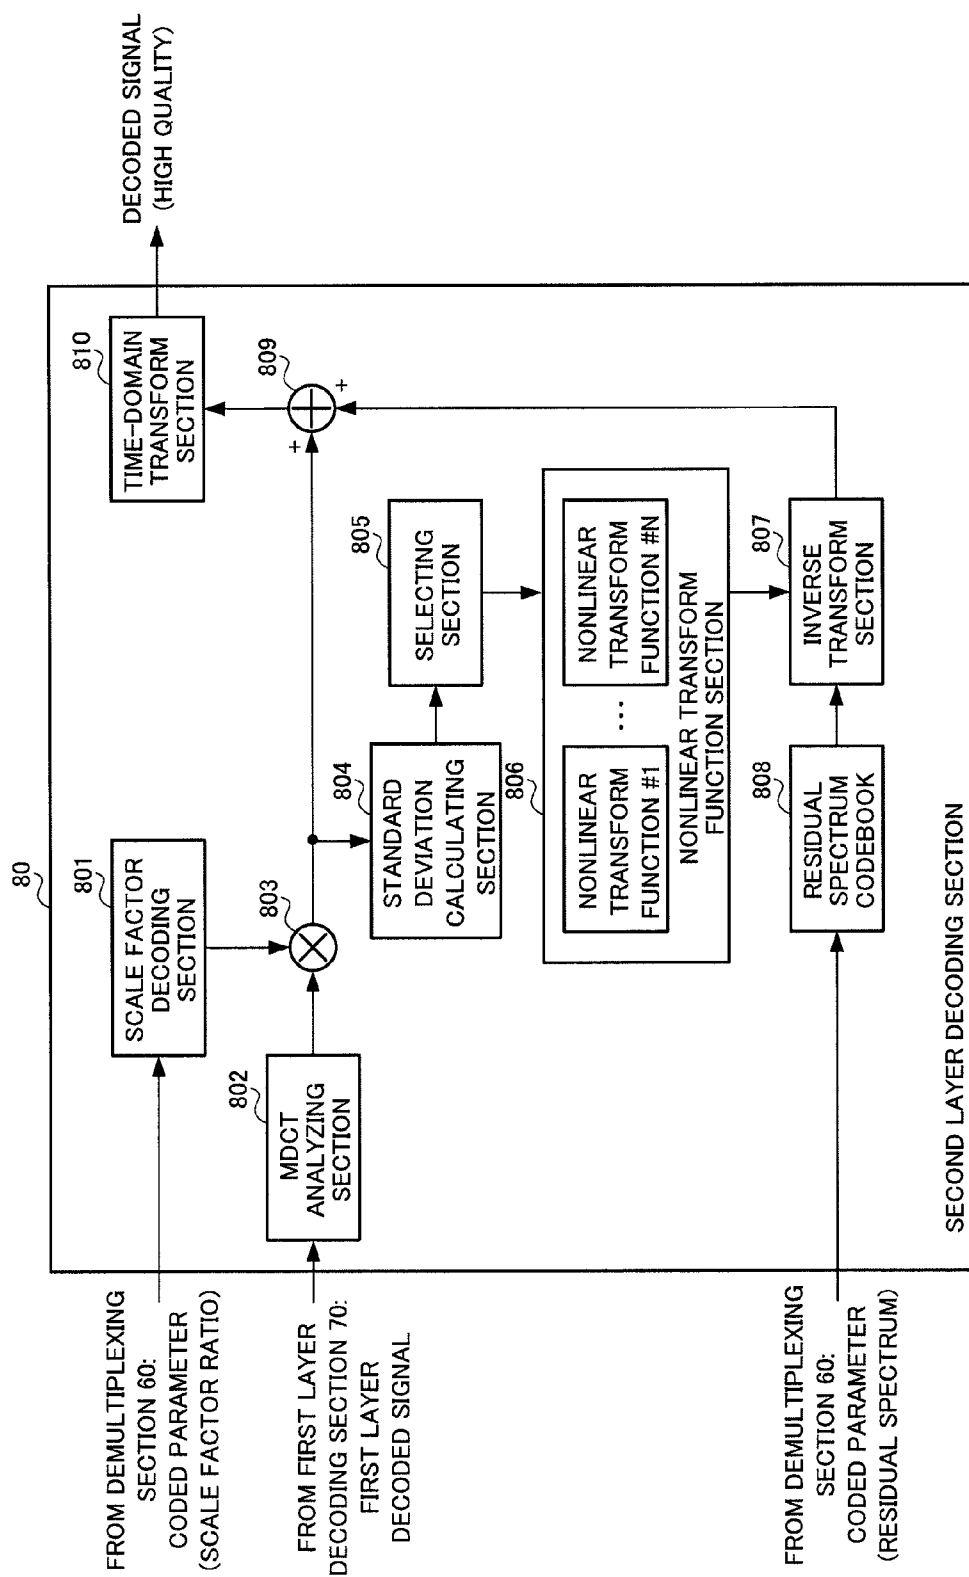 80
FROM DEMULTIPLEXING
SECTION 60:
CODED PARAMETER
(SCALE FACTOR RATIO)
801
SCALE FACTOR
DECODING
SECTION
810
TIME-DOMAIN
TRANSFORM
SECTION
DECODED SIGNAL
(HIGH QUALITY)
FROM FIRST LAYER
DECODING SECTION 70:
FIRST LAYER
DECODED SIGNAL
802
MDCT
ANALYZING
SECTION
803
809
+
+
804
STANDARD
DEVIATION
CALCULATING
SECTION
805
SELECTING
SECTION
806
NONLINEAR
TRANSFORM
FUNCTION #1
...
NONLINEAR
TRANSFORM
FUNCTION #N
NONLINEAR TRANSFORM
FUNCTION SECTION
FROM DEMULTIPLEXING
SECTION 60:
CODED PARAMETER
(RESIDUAL SPECTRUM)
808
RESIDUAL
SPECTRUM
CODEBOOK
807
INVERSE
TRANSFORM
SECTION
SECOND LAYER DECODING SECTION